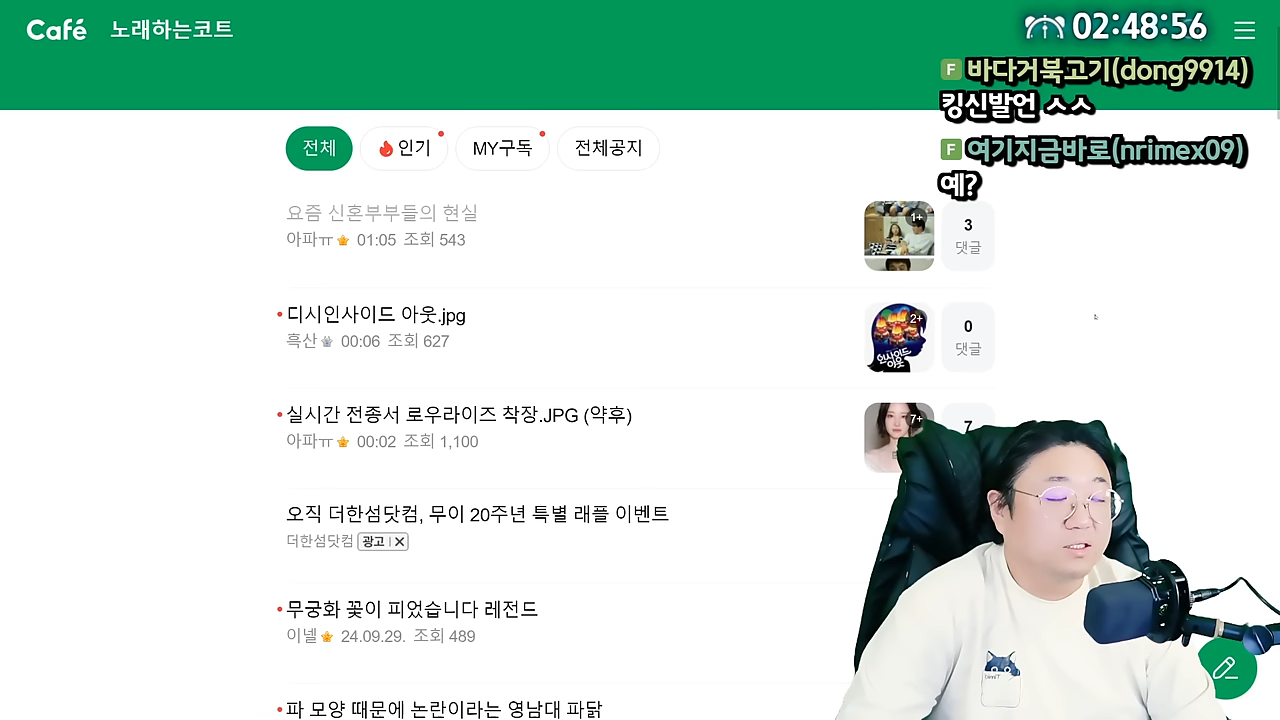 Café 노래하는코트
02:48:56
F 바다거북고기(dong9914)
킹신발언 ㅅㅅ
F 여기지금바로(nrimex09)
예?
전체 인기 MY구독 전체공지
요즘 신혼부부들의 현실
아파ㅠ 01:05 조회 543
1+
3
댓글
디시인사이드 아웃.jpg
흑산 00:06 조회 627
2+
인사이드
아웃
0
댓글
실시간 전종서 로우라이즈 착장.JPG (약후)
아파ㅠ 00:02 조회 1,100
7+
7
오직 더한섬닷컴, 무이 20주년 특별 래플 이벤트
더한섬닷컴 광고 X
무궁화 꽃이 피었습니다 레전드
이넬 24.09.29. 조회 489
파 모양 때문에 논란이라는 영남대 파닭